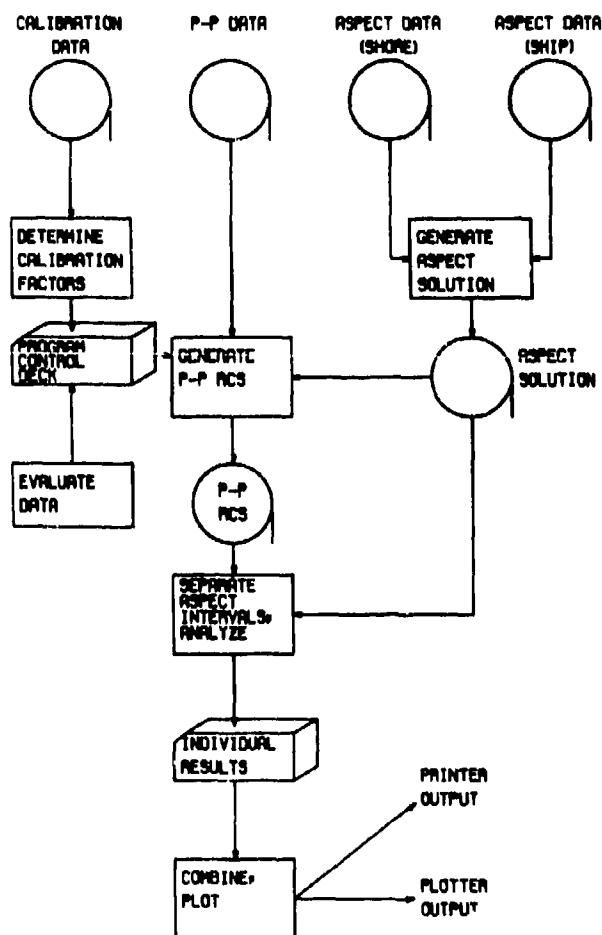 CALIBRATION
DATA
P-P DATA
ASPECT DATA
(SHORE)
ASPECT DATA
(SHIP)
DETERMINE
CALIBRATION
FACTORS
GENERATE
ASPECT
SOLUTION
PROGRAM
CONTROL
DECK
GENERATE
P-P RCS
ASPECT
SOLUTION
EVALUATE
DATA
P-P
RCS
SEPARATE
ASPECT
INTERVALS,
ANALYZE
INDIVIDUAL
RESULTS
PRINTER
OUTPUT
COMBINE,
PLOT
PLOTTER
OUTPUT